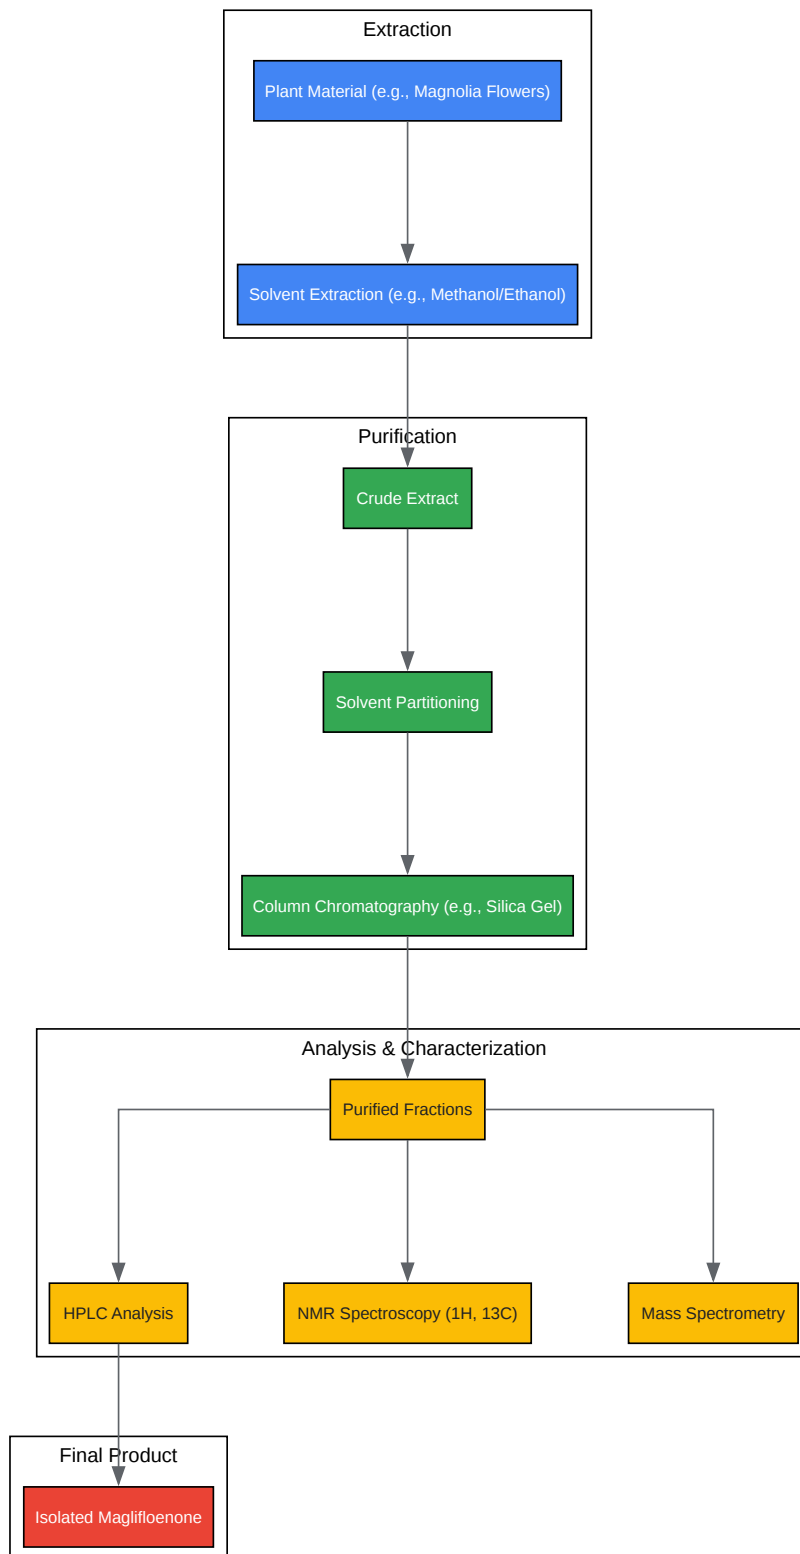 Extraction
Plant Material (e.g., Magnolia Flowers)
Solvent Extraction (e.g., Methanol/Ethanol)
Purification
Crude Extract
Solvent Partitioning
Column Chromatography (e.g., Silica Gel)
Analysis & Characterization
Purified Fractions
HPLC Analysis
NMR Spectroscopy (1H, 13C)
Mass Spectrometry
Final Product
Isolated Maglifloenone